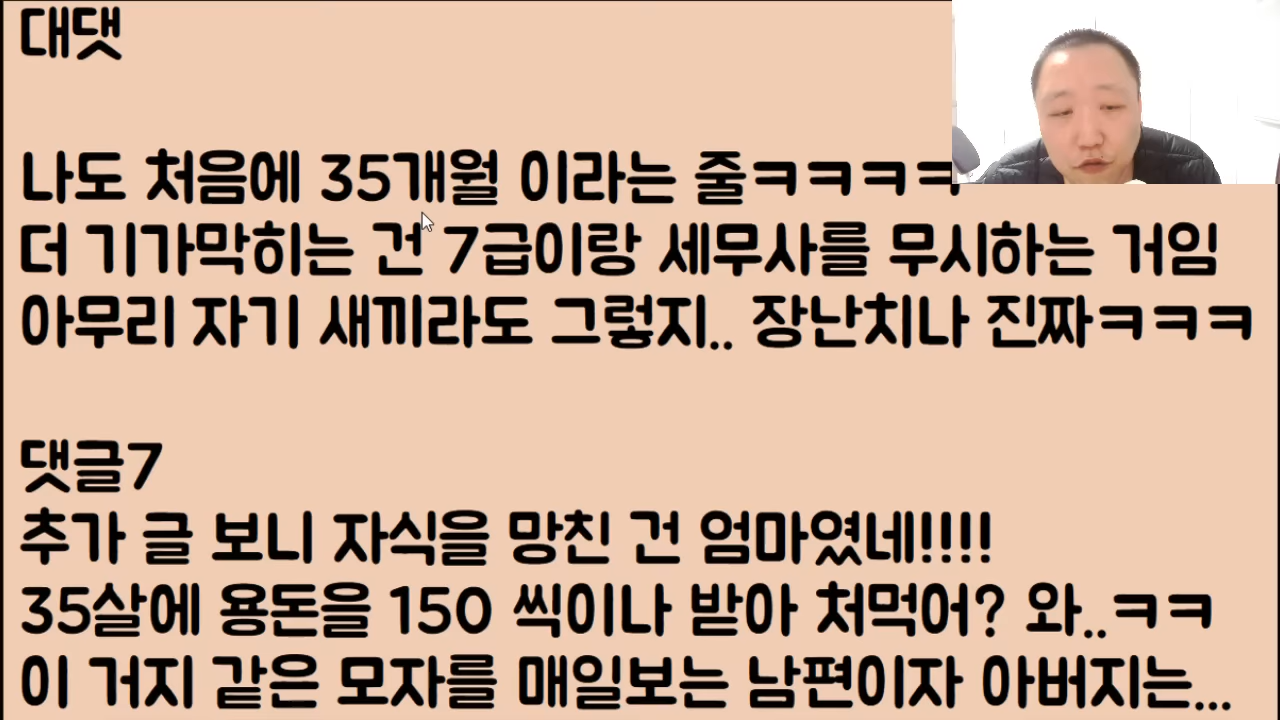 대댓
나도 처음에 35개월 이라는 줄ㅋㅋㅋㅋ
더 기가막히는 건 7급이랑 세무사를 무시하는 거임
아무리 자기 새끼라도 그렇지.. 장난치나 진짜ㅋㅋㅋ
댓글7
추가 글 보니 자식을 망친 건 엄마였네!!!!
35살에 용돈을 150 씩이나 받아 처먹어? 와..ㅋㅋ
이 거지 같은 모자를 매일보는 남편이자 아버지는...